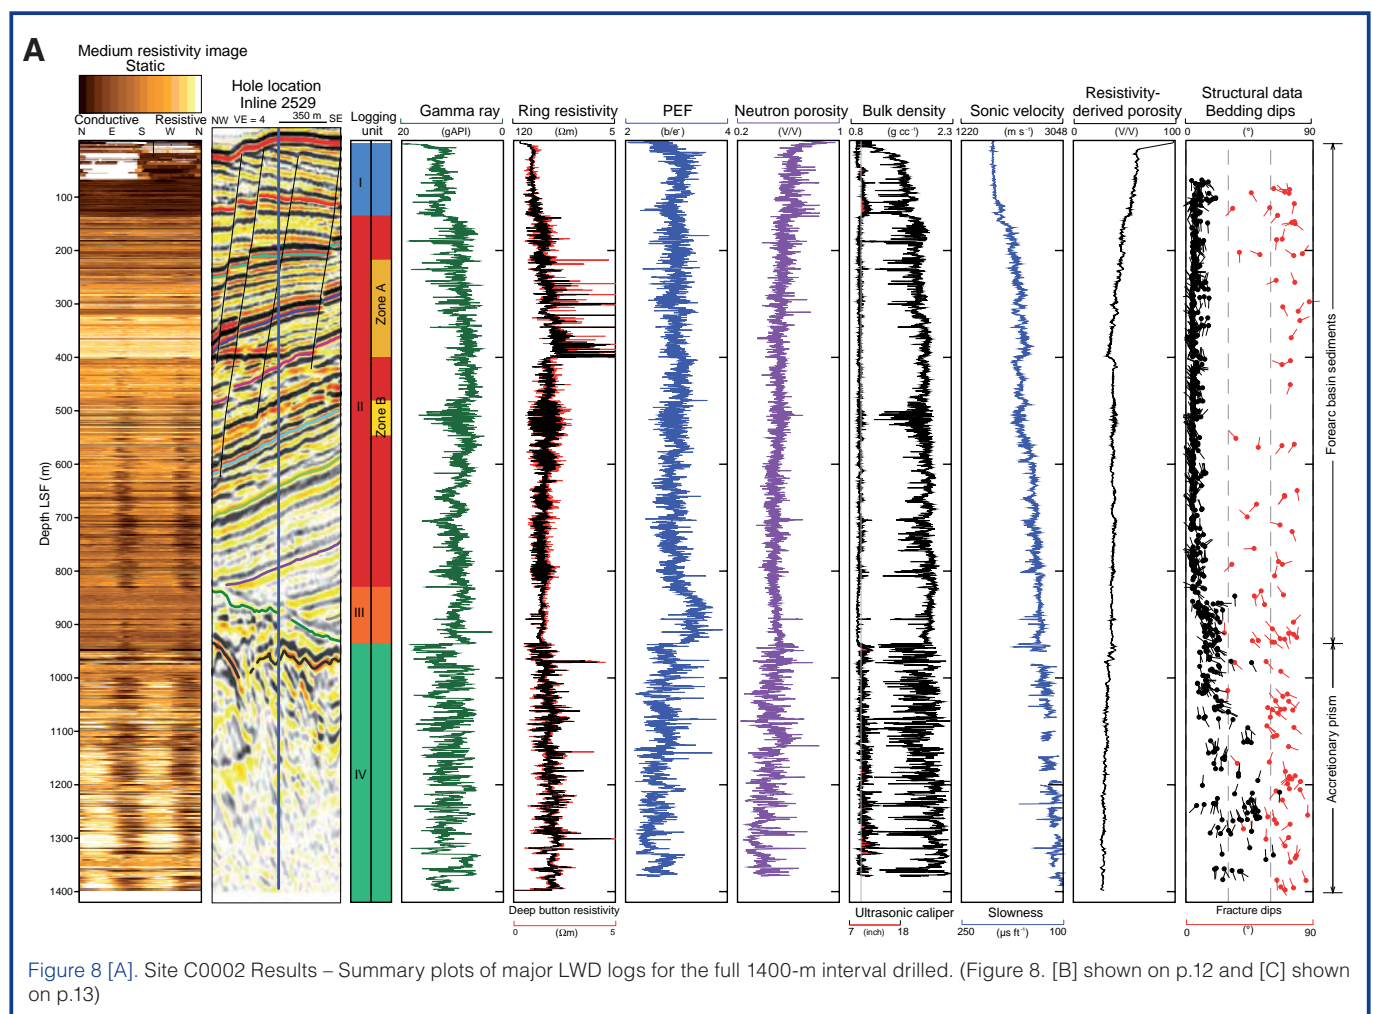 A
Medium resistivity image
Static
Conductive Resistive
N E S W N
Hole location
Inline 2529
NW VE = 4 350 m SE
Logging
unit
Gamma ray
20 (gAPI) 0
Ring resistivity
120 (Ωm) 5
PEF
2 (b/e-) 4
Neutron porosity
0.2 (V/V) 1
Bulk density
0.8 (g cc-1) 2.3
Sonic velocity
1220 (m s-1) 3048
Resistivity-
derived porosity
0 (V/V) 100
Structural data
Bedding dips
0 (°) 90
Depth LSF (m)
100
200
300
400
500
600
700
800
900
1000
1100
1200
1300
1400
I
II
III
IV
Zone A
Zone B
Forearc basin sediments
Accretionary prism
Deep button resistivity
0 (Ωm) 5
Ultrasonic caliper
7 (inch) 18
Slowness
250 (µs ft-1) 100
Fracture dips
0 (°) 90
Figure 8 [A]. Site C0002 Results – Summary plots of major LWD logs for the full 1400-m interval drilled. (Figure 8. [B] shown on p.12 and [C] shown
on p.13)